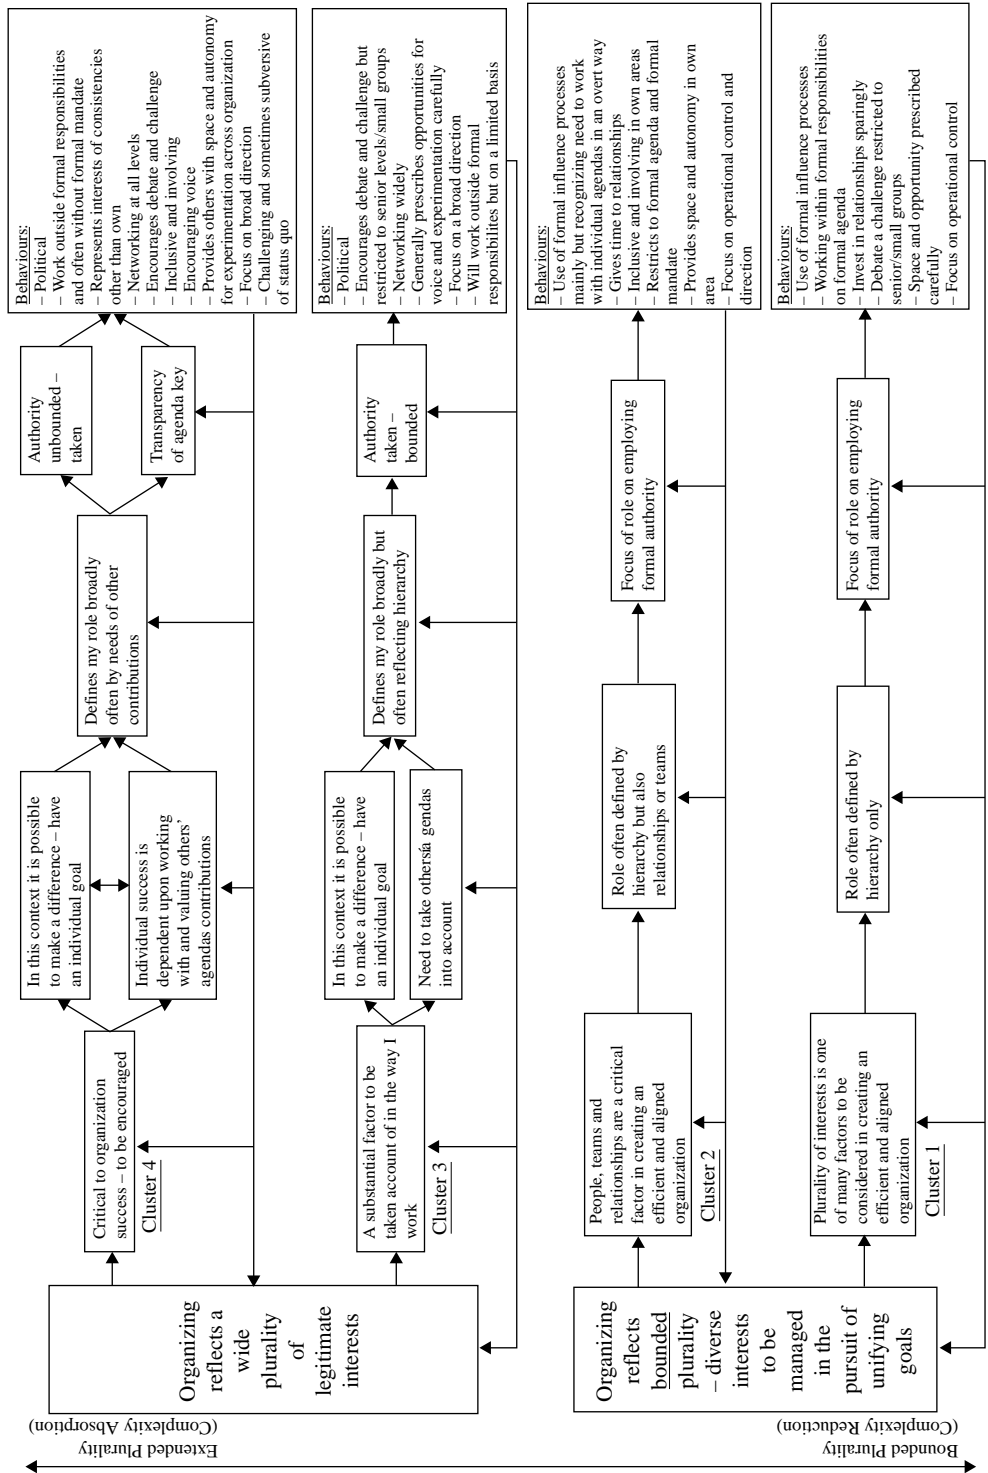 Extended Plurality
(Complexity Absorption)
Organizing
reflects a
wide
plurality
of
legitimate
interests
Critical to organization
success – to be encouraged
Cluster 4
In this context it is possible
to make a difference – have
an individual goal
Individual success is
dependent upon working
with and valuing others'
agendas contributions
Defines my role broadly
often by needs of other
contributions
Authority
unbounded –
taken
Transparency
of agenda key
Behaviours:
– Political
– Work outside formal responsibilities
and often without formal mandate
– Represents interests of consistencies
other than own
– Networking at all levels
– Encourages debate and challenge
– Inclusive and involving
– Encouraging voice
– Provides others with space and autonomy
for experimentation across organization
– Focus on broad direction
– Challenging and sometimes subversive
of status quo
A substantial factor to be
taken account of in the way I
work
Cluster 3
In this context it is possible
to make a difference – have
an individual goal
Need to take othersía gendas
into account
Defines my role broadly but
often reflecting hierarchy
Authority
taken –
bounded
Behaviours:
– Political
– Encourages debate and challenge but
restricted to senior levels/small groups
– Networking widely
– Generally prescribes opportunities for
voice and experimentation carefully
– Focus on a broad direction
– Will work outside formal
responsibilities but on a limited basis
Organizing
reflects
bounded
plurality
– diverse
interests
to be
managed
in the
pursuit of
unifying
goals
People, teams and
relationships are a critical
factor in creating an
efficient and aligned
organization
Cluster 2
Role often defined by
hierarchy but also
relationships or teams
Focus of role on employing
formal authority
Behaviours:
– Use of formal influence processes
mainly but recognizing need to work
with individual agendas in an overt way
– Gives time to relationships
– Inclusive and involving in own areas
– Restricts to formal agenda and formal
mandate
– Provides space and autonomy in own
area
– Focus on operational control and
direction
Plurality of interests is one
of many factors to be
considered in creating an
efficient and aligned
organization
Cluster 1
Role often defined by
hierarchy only
Focus of role on employing
formal authority
Behaviours:
– Use of formal influence processes
– Working within formal responsibilities
on formal agenda
– Invest in relationships sparingly
– Debate a challenge restricted to
senior/small groups
– Space and opportunity prescribed
carefully
– Focus on operational control
Bounded Plurality
(Complexity Reduction)